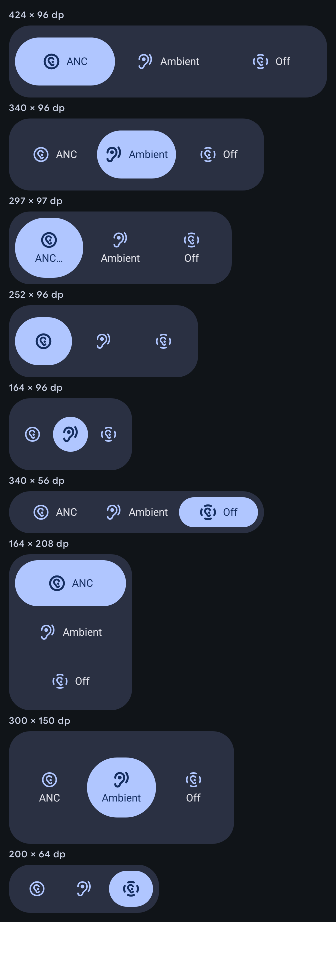 424 × 96 dp
ANC Ambient Off
340 × 96 dp
ANC Ambient Off
297 × 97 dp
ANC... Ambient Off
252 × 96 dp
164 × 96 dp
340 × 56 dp
ANC Ambient Off
164 × 208 dp
ANC
Ambient
Off
300 × 150 dp
ANC Ambient Off
200 × 64 dp